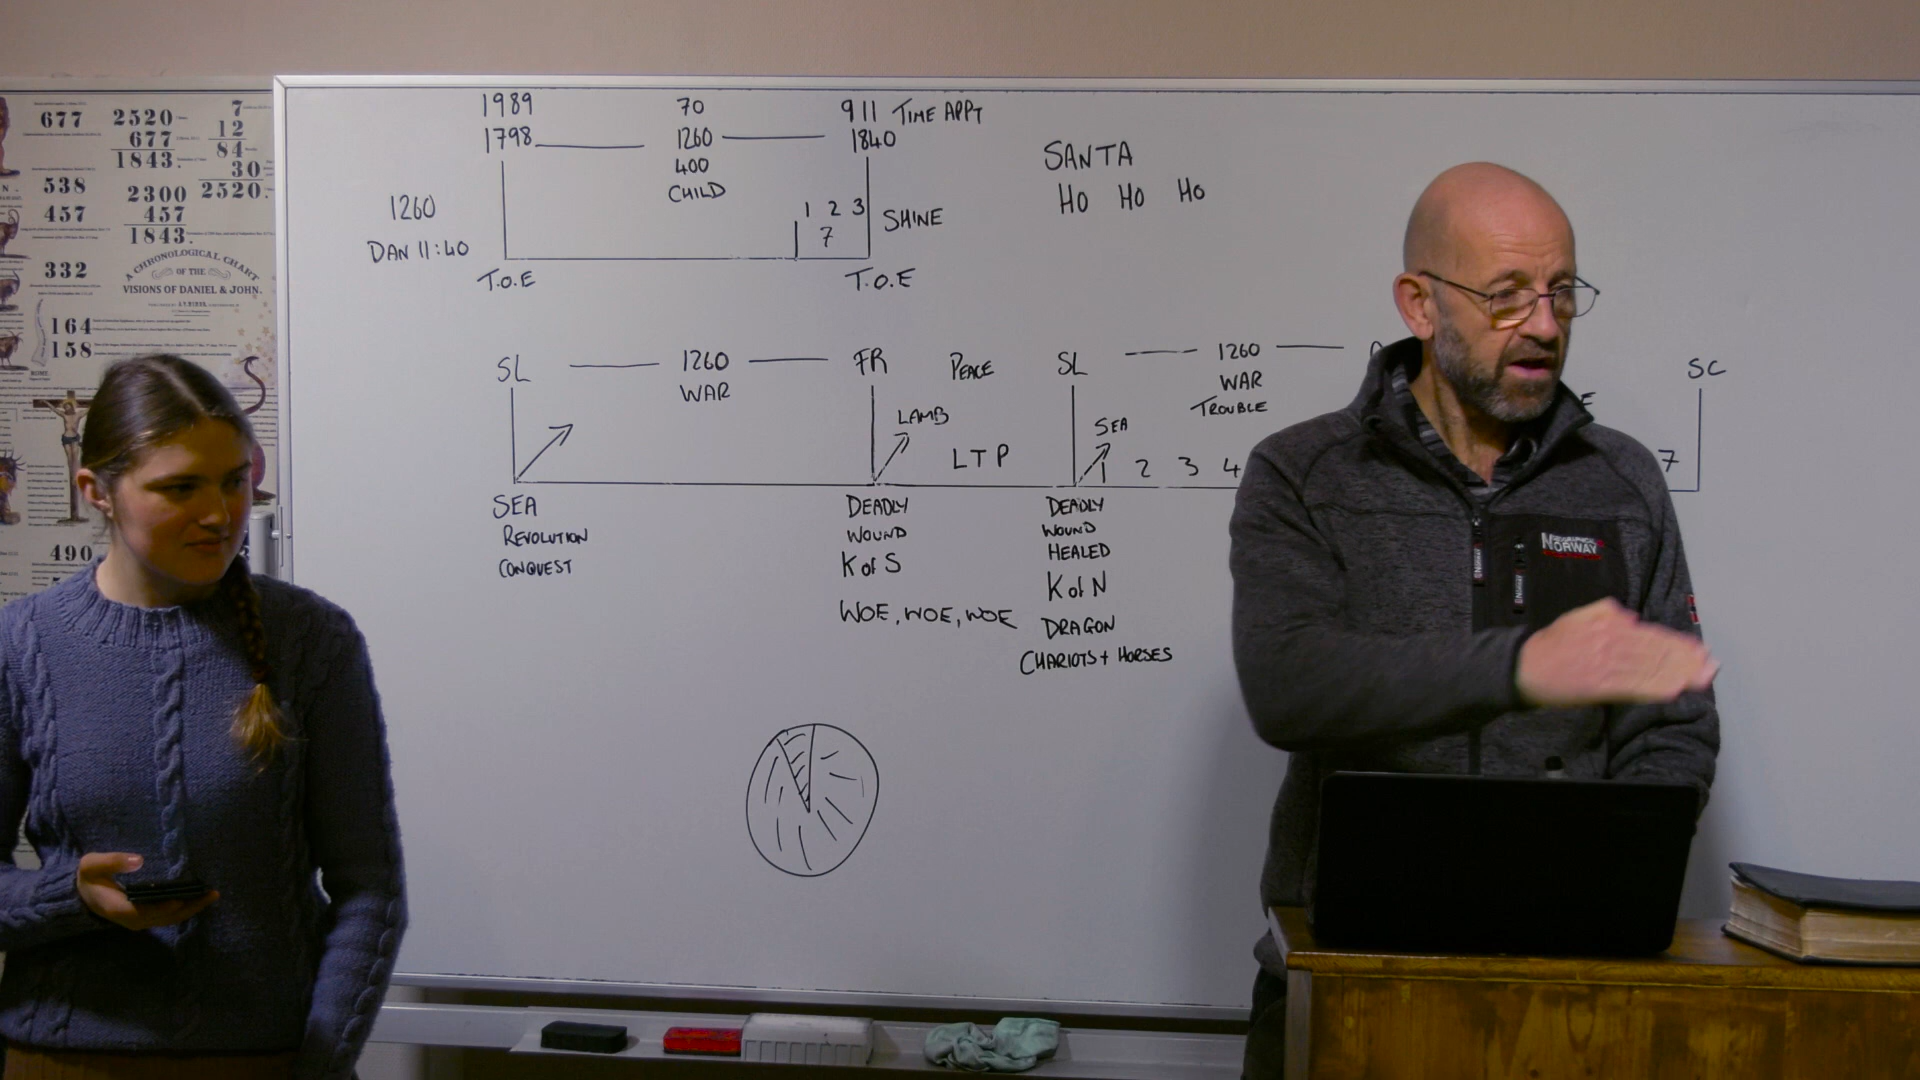 677
538
457
332
164
158
490
2520
677
1843.
2300
457
1843.
7
12
84
30
2520.
A CHRONOLOGICAL CHART
OF THE
VISIONS OF DANIEL & JOHN.
1989 70 911 TIME APPT
1798 1260 1840
400
CHILD
1260
DAN 11:40
1 2 3
7
SHINE
T.O.E T.O.E
SANTA
HO HO HO
SL 1260 FR PEACE SL 1260 SC
WAR WAR
TROUBLE
LAMB
SEA
L T P
1 2 3 4 7
SEA
REVOLUTION
CONQUEST
DEADLY
WOUND
K of S
WOE, WOE, WOE
DEADLY
WOUND
HEALED
K of N
DRAGON
CHARIOTS + HORSES
NORWAY